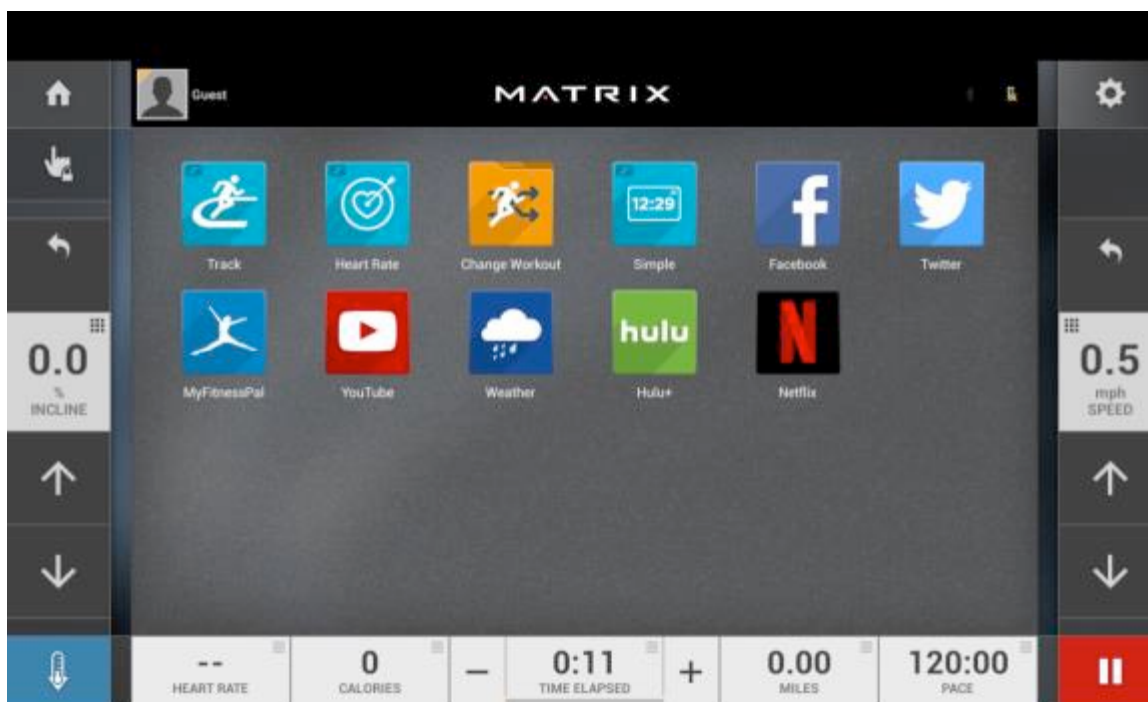 Guest
MATRIX
12:29
f
Track
Heart Rate
Change Workout
Simple
Facebook
Twitter
hulu
N
MyFitnessPal
YouTube
Weather
Hulu+
Netflix
0.0
%
INCLINE
0.5
mph
SPEED
--
HEART RATE
0
CALORIES
−
0:11
TIME ELAPSED
+
0.00
MILES
120:00
PACE